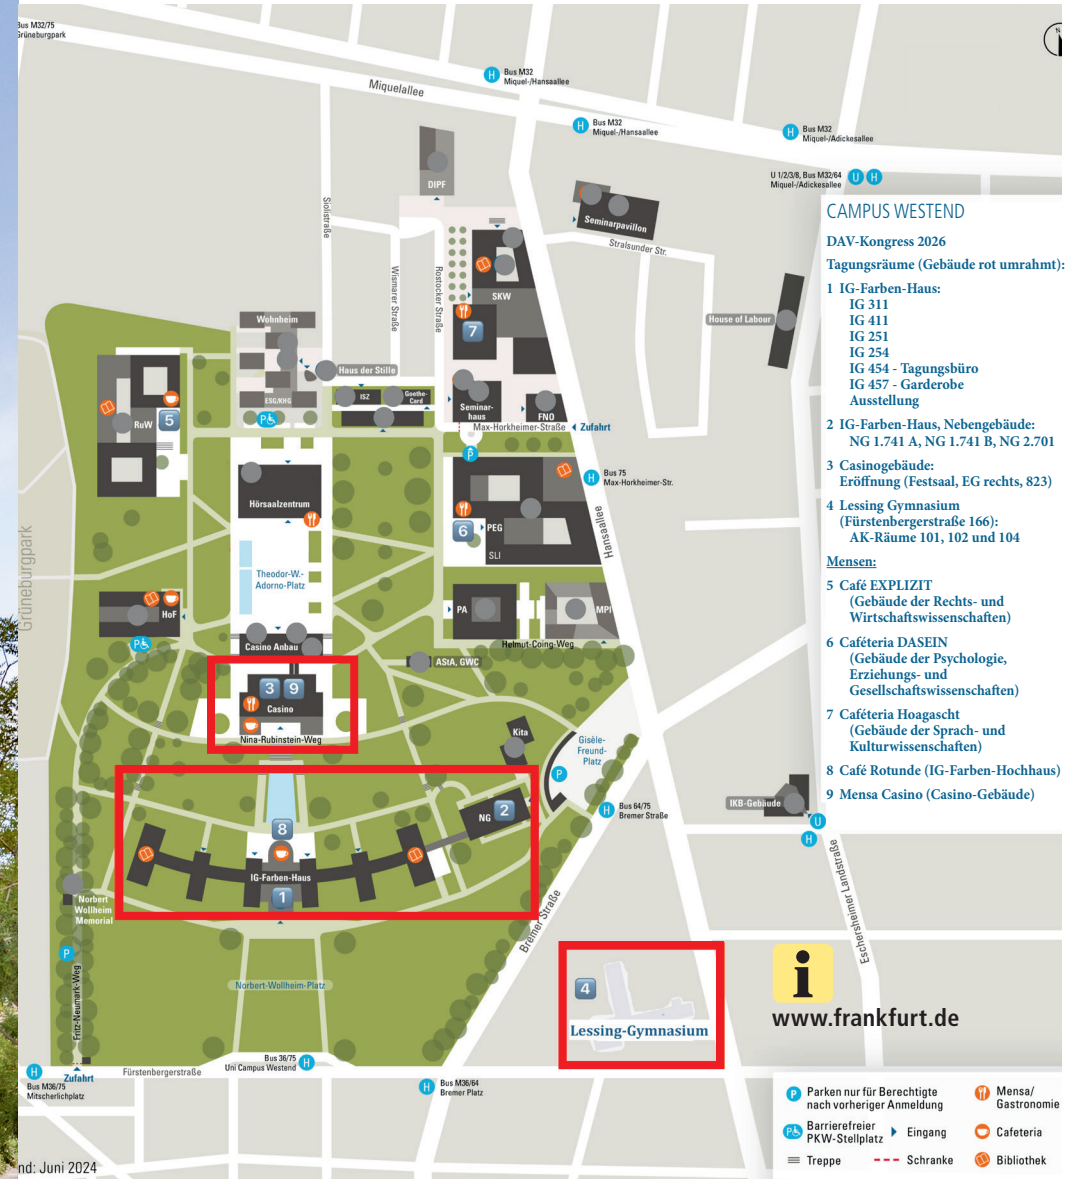 Bus M32/75
Grüneburgpark
Bus M32
Miquel-/Hansaallee
Miquelallee
Bus M32
Miquel-/Hansaallee
Bus M32
Miquel-/Adickesallee
U 1/2/3/8, Bus M32/64
Miquel-/Adickesallee
U H
DIPF
Seminarpavillon
Stralsunder Str.
Siolistraße
Wismarer Straße
Rostocker Straße
SKW
7
House of Labour
Wohnheim
Haus der Stille
ESG/KHG
ISZ
Goethe-
Card
Seminar-
haus
FNO
Max-Horkheimer-Straße
Zufahrt
RuW
5
Bus 75
Max-Horkheimer-Str.
Hansaallee
Hörsaalzentrum
6
PEG
SLI
Grüneburgpark
Theodor-W.-
Adorno-Platz
HoF
PA
MPI
Helmut-Coing-Weg
Casino Anbau
AStA, GWC
3 9
Casino
Nina-Rubinstein-Weg
Kita
Gisèle-
Freund-
Platz
Bus 64/75
Bremer Straße
IKB-Gebäude
NG
2
8
IG-Farben-Haus
1
Norbert
Wollheim
Memorial
Bremer Straße
Eschersheimer Landstraße
Norbert-Wollheim-Platz
Fritz-Neumark-Weg
4
Lessing-Gymnasium
Zufahrt
Bus M36/75
Mitscherlichplatz
Fürstenbergerstraße
Bus 36/75
Uni Campus Westend
Bus M36/64
Bremer Platz
nd: Juni 2024
CAMPUS WESTEND
DAV-Kongress 2026
Tagungsräume (Gebäude rot umrahmt):
1 IG-Farben-Haus:
IG 311
IG 411
IG 251
IG 254
IG 454 - Tagungsbüro
IG 457 - Garderobe
Ausstellung
2 IG-Farben-Haus, Nebengebäude:
NG 1.741 A, NG 1.741 B, NG 2.701
3 Casinogebäude:
Eröffnung (Festsaal, EG rechts, 823)
4 Lessing Gymnasium
(Fürstenbergerstraße 166):
AK-Räume 101, 102 und 104
Mensen:
5 Café EXPLIZIT
(Gebäude der Rechts- und
Wirtschaftswissenschaften)
6 Caféteria DASEIN
(Gebäude der Psychologie,
Erziehungs- und
Gesellschaftswissenschaften)
7 Caféteria Hoagascht
(Gebäude der Sprach- und
Kulturwissenschaften)
8 Café Rotunde (IG-Farben-Hochhaus)
9 Mensa Casino (Casino-Gebäude)
i
www.frankfurt.de
P Parken nur für Berechtigte
nach vorheriger Anmeldung
Mensa/
Gastronomie
Barrierefreier
PKW-Stellplatz
Eingang
Cafeteria
Treppe
Schranke
Bibliothek